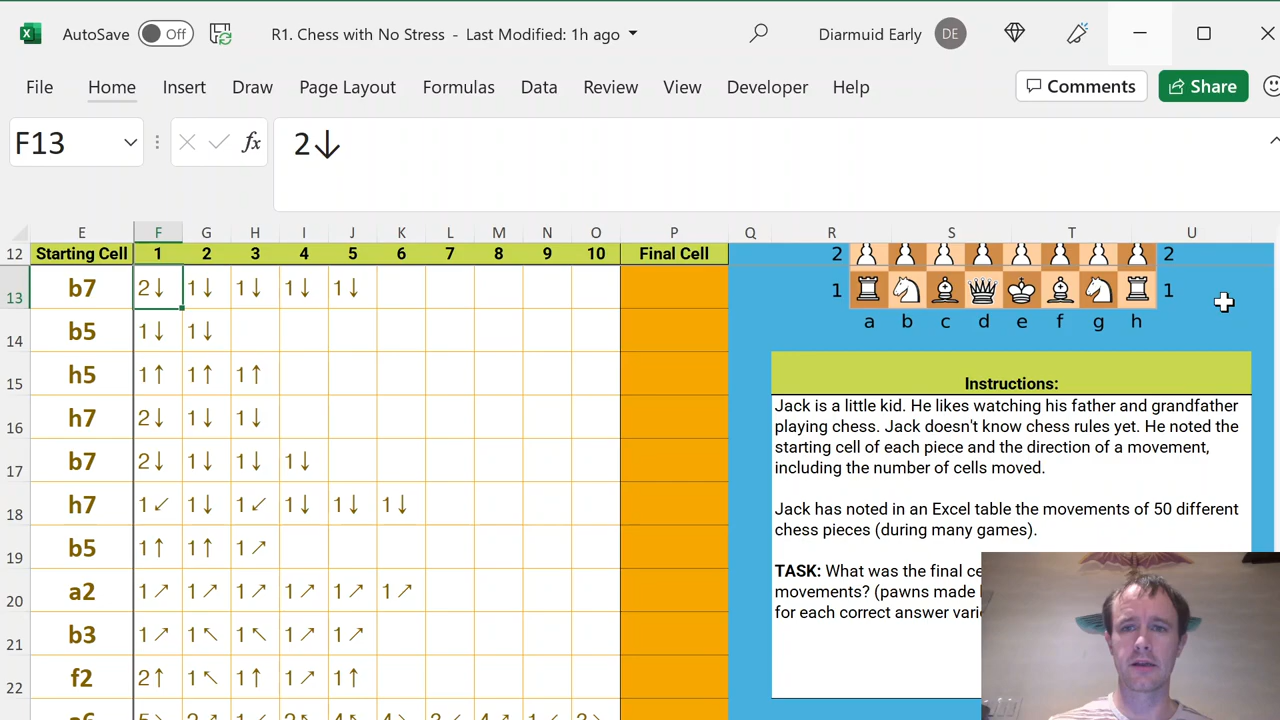 AutoSave Off R1. Chess with No Stress - Last Modified: 1h ago Diarmuid Early DE
File Home Insert Draw Page Layout Formulas Data Review View Developer Help Comments Share
F13 fx 2↓
E F G H I J K L M N O P Q R S T U
12 Starting Cell 1 2 3 4 5 6 7 8 9 10 Final Cell
13 b7 2↓ 1↓ 1↓ 1↓ 1↓
14 b5 1↓ 1↓
15 h5 1↑ 1↑ 1↑
16 h7 2↓ 1↓ 1↓
17 b7 2↓ 1↓ 1↓ 1↓
18 h7 1↙ 1↓ 1↙ 1↓ 1↓ 1↓
19 b5 1↑ 1↑ 1↗
20 a2 1↗ 1↗ 1↗ 1↗ 1↗ 1↗
21 b3 1↗ 1↖ 1↖ 1↗ 1↗
22 f2 2↑ 1↖ 1↑ 1↗ 1↑
2 2
1 1
a b c d e f g h
Instructions:
Jack is a little kid. He likes watching his father and grandfather
playing chess. Jack doesn't know chess rules yet. He noted the
starting cell of each piece and the direction of a movement,
including the number of cells moved.
Jack has noted in an Excel table the movements of 50 different
chess pieces (during many games).
TASK: What was the final
movements? (pawns made
for each correct answer